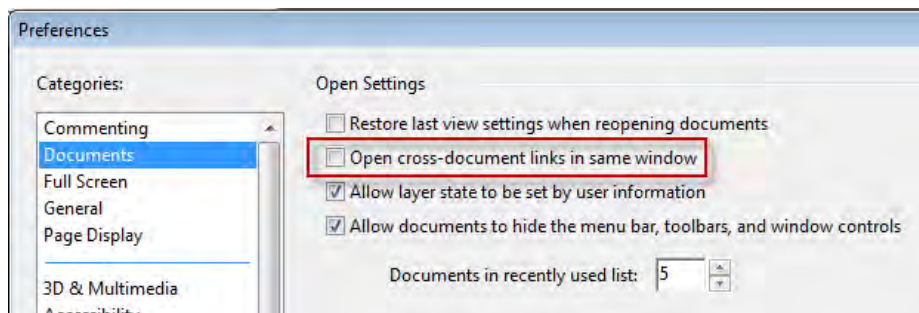 Preferences
Categories:
Commenting
Documents
Full Screen
General
Page Display
3D & Multimedia
Open Settings
Restore last view settings when reopening documents
Open cross-document links in same window
Allow layer state to be set by user information
Allow documents to hide the menu bar, toolbars, and window controls
Documents in recently used list: 5